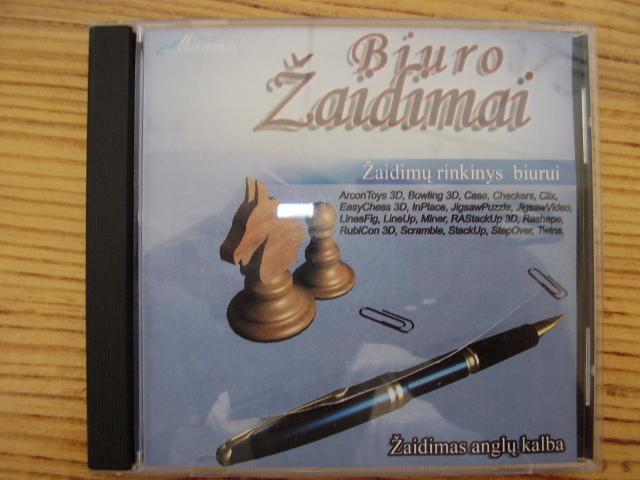 Biuro
Žaidimai
Žaidimų rinkinys biurui
ArconToys 3D, Bowling 3D, Case, Checkers, Clix,
EasyChess 3D, InPlace, JigsawPuzzle, JigsawVideo,
LinesFig, LineUp, Miner, RAStackUp 3D, Reshape,
RubiCon 3D, Scramble, StackUp, StepOver, Twins.
Žaidimas anglų kalba